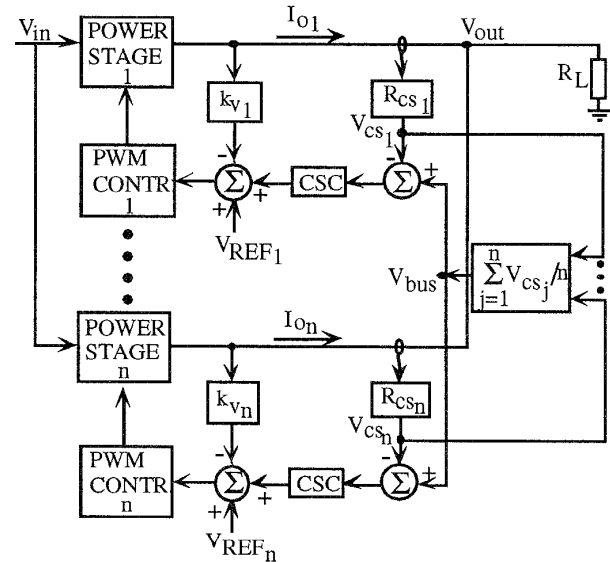 V_in
POWER
STAGE
1
I_o1
V_out
R_L
k_v1
R_cs1
V_cs1
PWM
CONTR
1
-
Σ
+
+
CSC
-
Σ
+
V_REF1
V_bus
n
Σ V_csj/n
j=1
POWER
STAGE
n
I_on
k_vn
R_csn
V_csn
PWM
CONTR
n
-
Σ
+
+
CSC
-
Σ
+
V_REFn